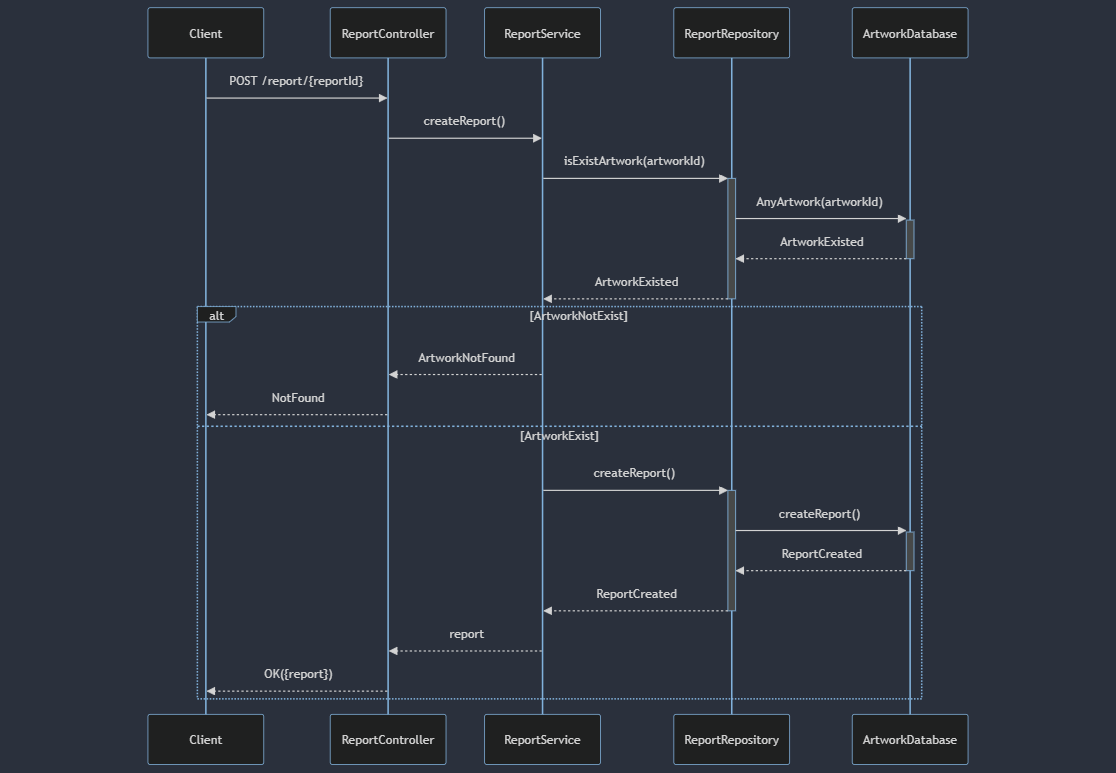 Client
ReportController
ReportService
ReportRepository
ArtworkDatabase
POST /report/{reportId}
createReport()
isExistArtwork(artworkId)
AnyArtwork(artworkId)
ArtworkExisted
ArtworkExisted
alt
[ArtworkNotExist]
ArtworkNotFound
NotFound
[ArtworkExist]
createReport()
createReport()
ReportCreated
ReportCreated
report
OK({report})
Client
ReportController
ReportService
ReportRepository
ArtworkDatabase